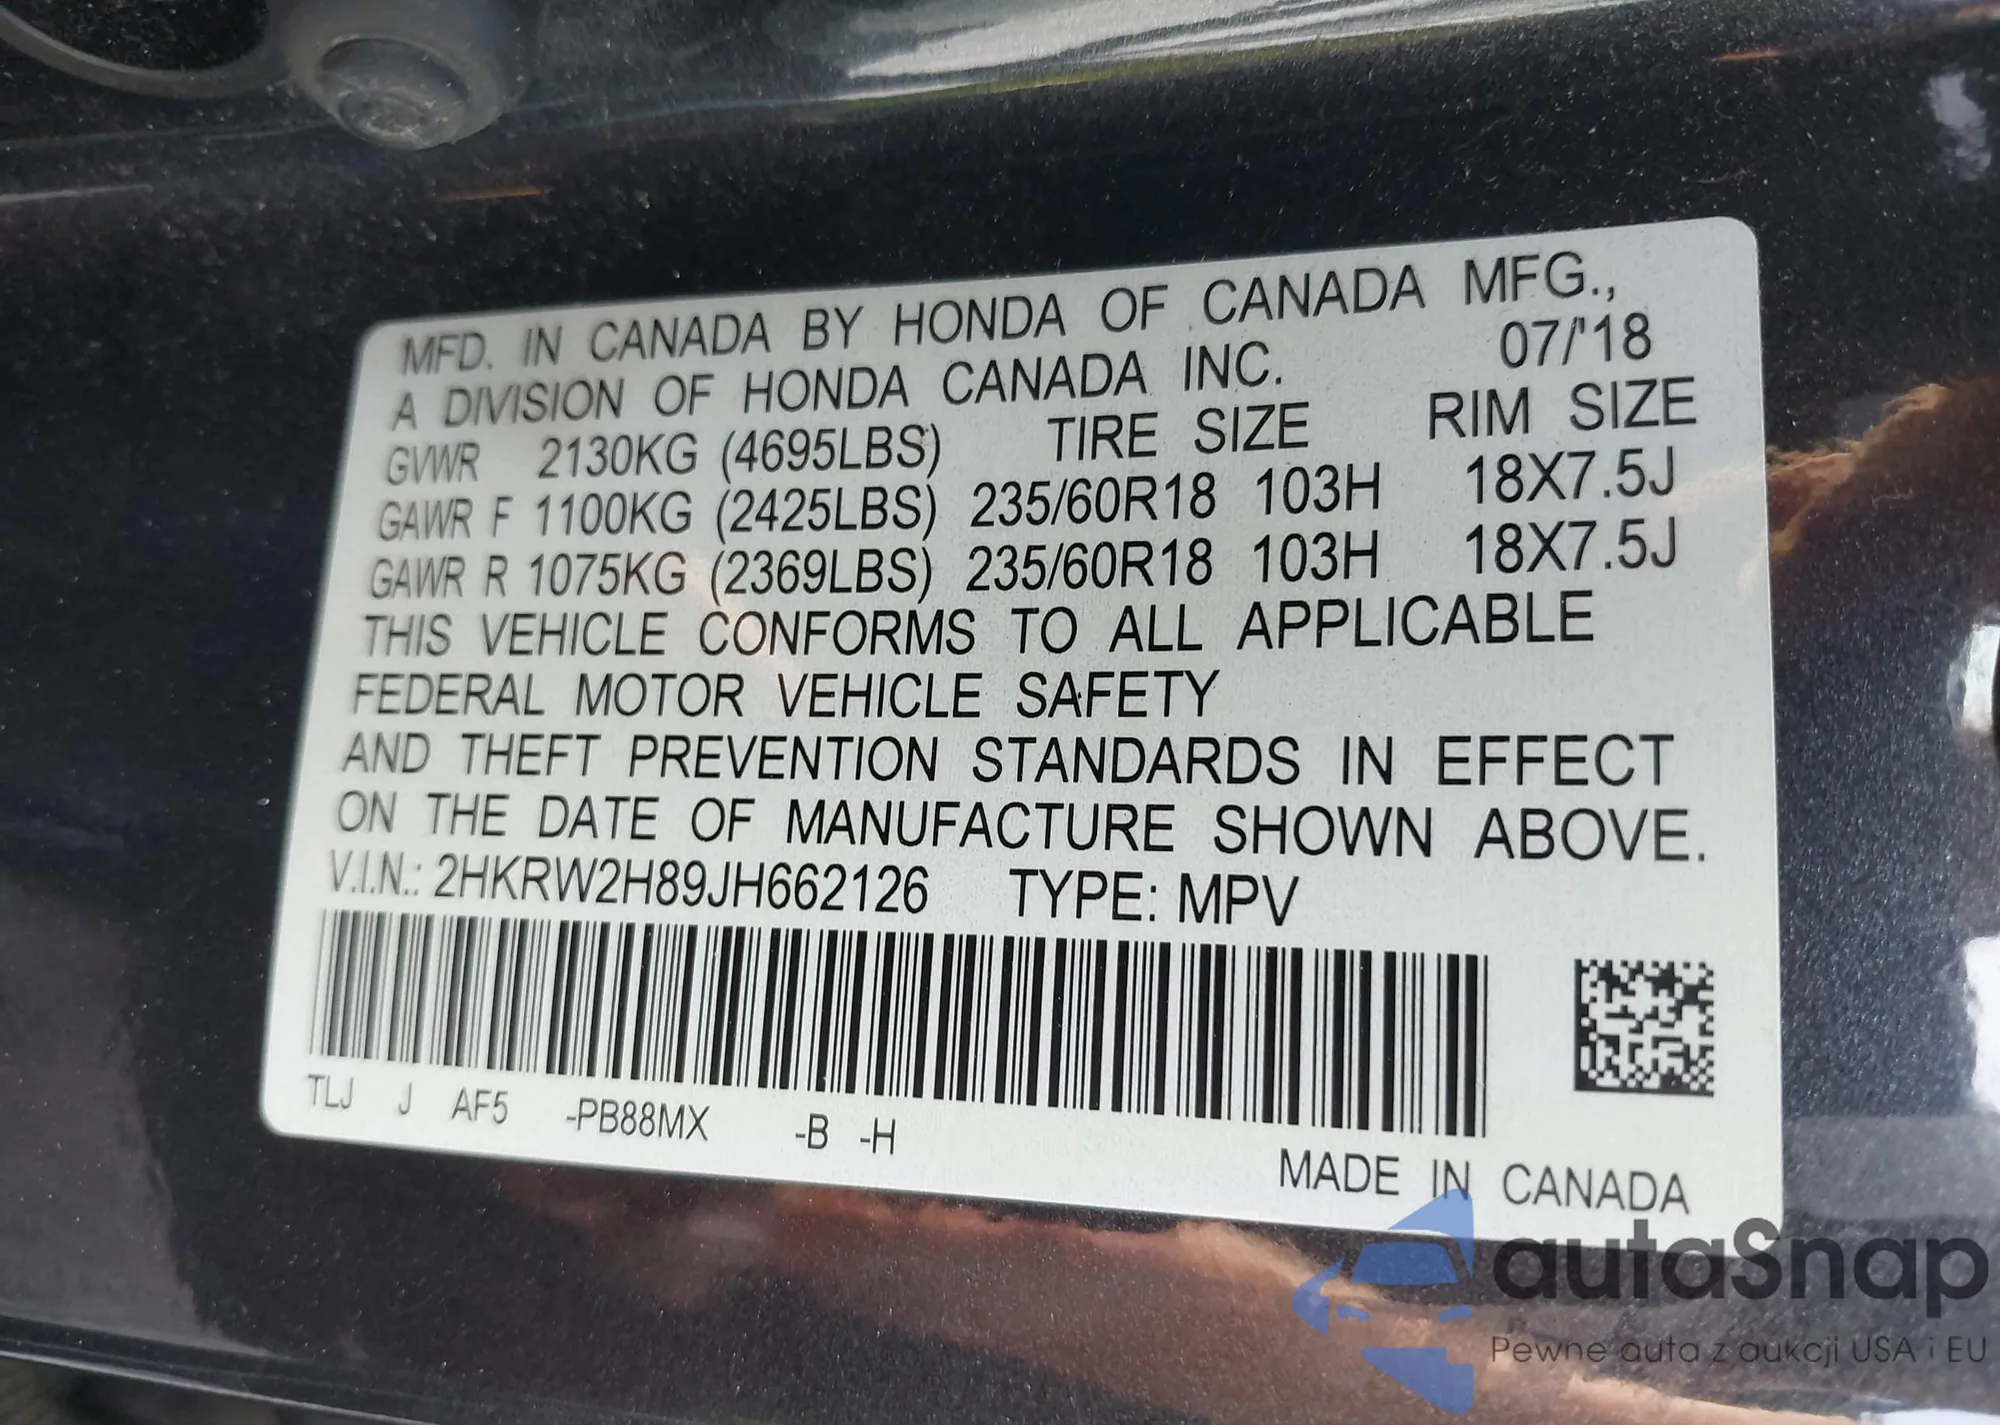 MFD. IN CANADA BY HONDA OF CANADA MFG.,
A DIVISION OF HONDA CANADA INC. 07/'18
GVWR 2130KG (4695LBS) TIRE SIZE RIM SIZE
GAWR F 1100KG (2425LBS) 235/60R18 103H 18X7.5J
GAWR R 1075KG (2369LBS) 235/60R18 103H 18X7.5J
THIS VEHICLE CONFORMS TO ALL APPLICABLE
FEDERAL MOTOR VEHICLE SAFETY
AND THEFT PREVENTION STANDARDS IN EFFECT
ON THE DATE OF MANUFACTURE SHOWN ABOVE.
V.I.N.: 2HKRW2H89JH662126 TYPE: MPV
TLJ J AF5 -PB88MX -B -H
MADE IN CANADA
autaSnap
Pewne auta z aukcji USA i EU